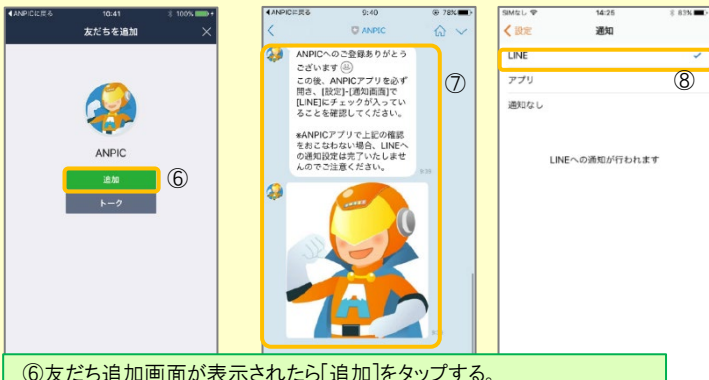 ◀ANPICに戻る 10:41 100%
友だちを追加
ANPIC
追加
トーク
⑥
◀ANPICに戻る 9:40 78%
ANPIC
ANPICへのご登録ありがとう
ございます
この後、ANPICアプリを必ず
開き、[設定]-[通知画面]で
[LINE]にチェックが入ってい
ることを確認してください。
※ANPICアプリで上記の確認
をおこなわない場合、LINEへ
の通知設定は完了いたしませ
んのでご注意ください。
9:39
⑦
SIMなし 14:26 83%
設定
通知
LINE
アプリ
⑧
通知なし
LINEへの通知が行われます
⑥友だち追加画面が表示されたら[追加]をタップする。